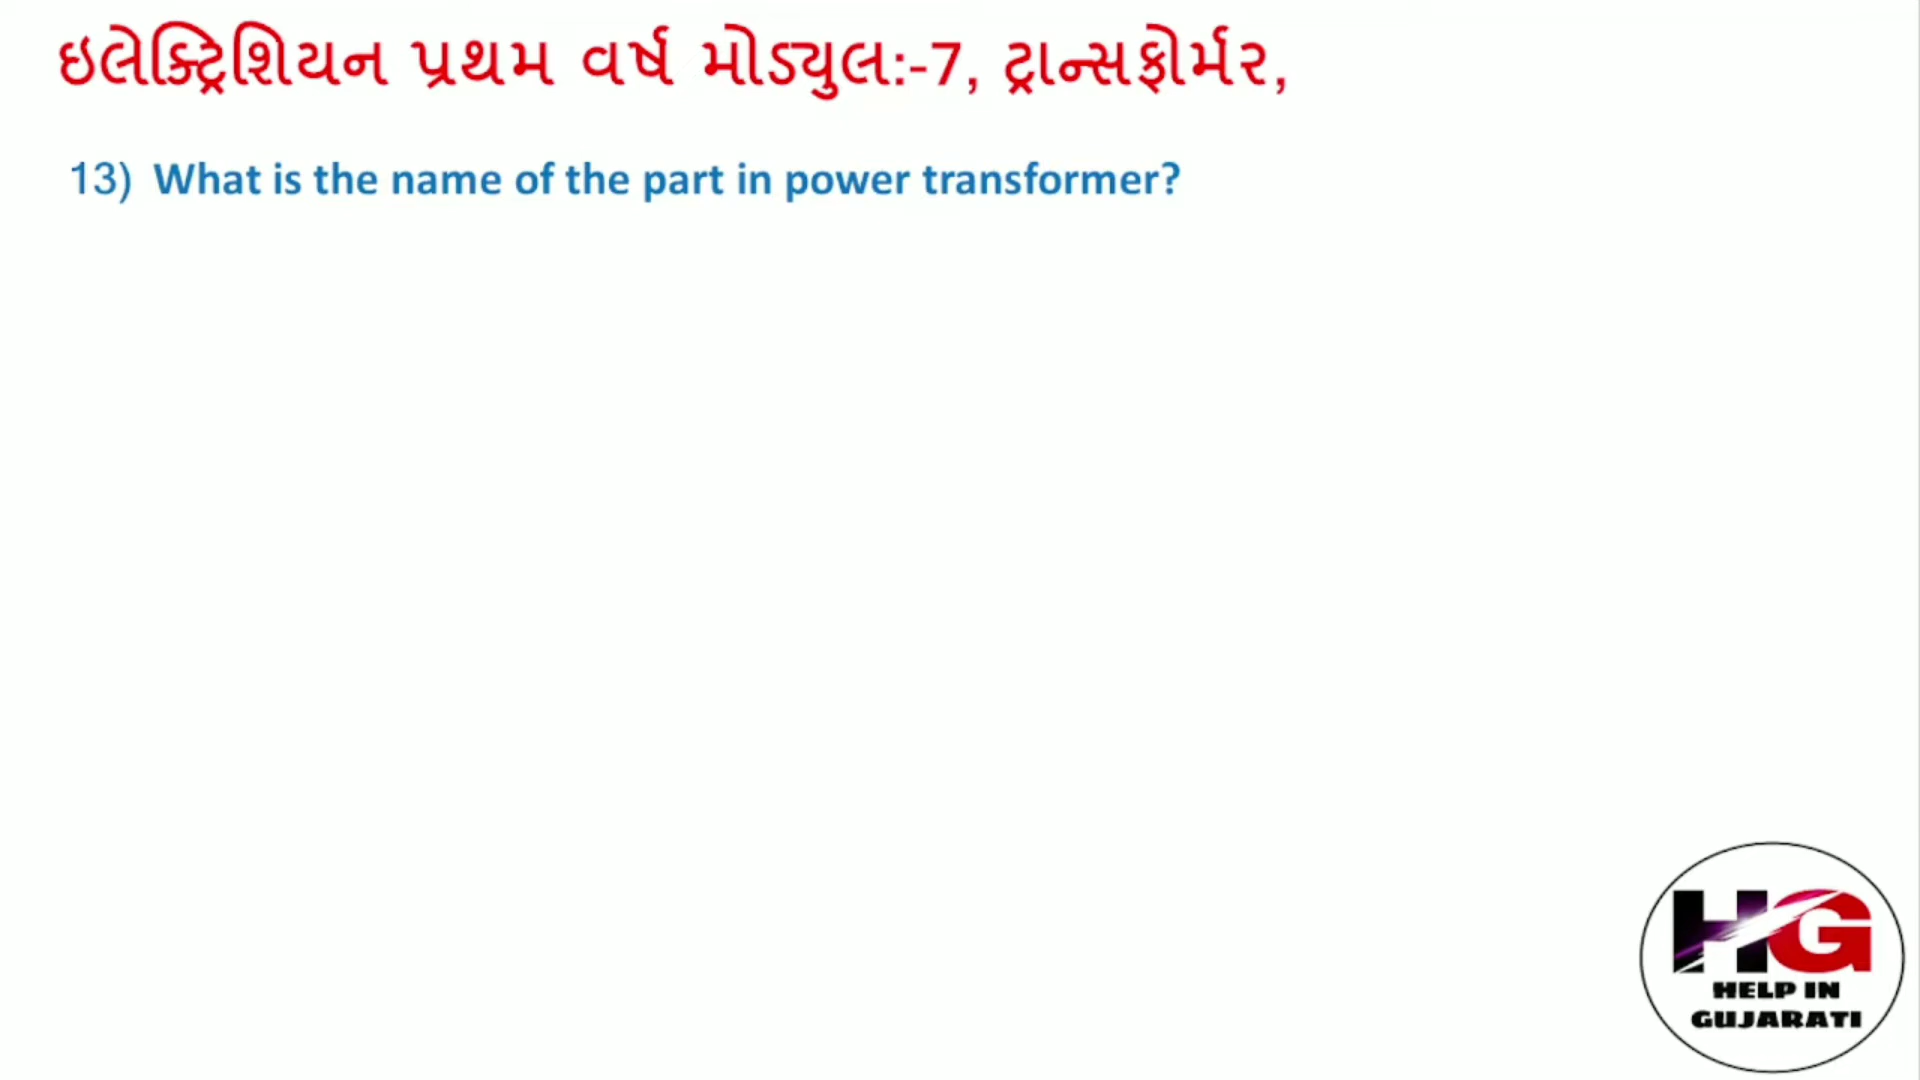 ઇલેક્ટ્રિશિયન પ્રથમ વર્ષ મોડ્યુલ:-7, ટ્રાન્સફોર્મર,
13) What is the name of the part in power transformer?
HG
HELP IN
GUJARATI